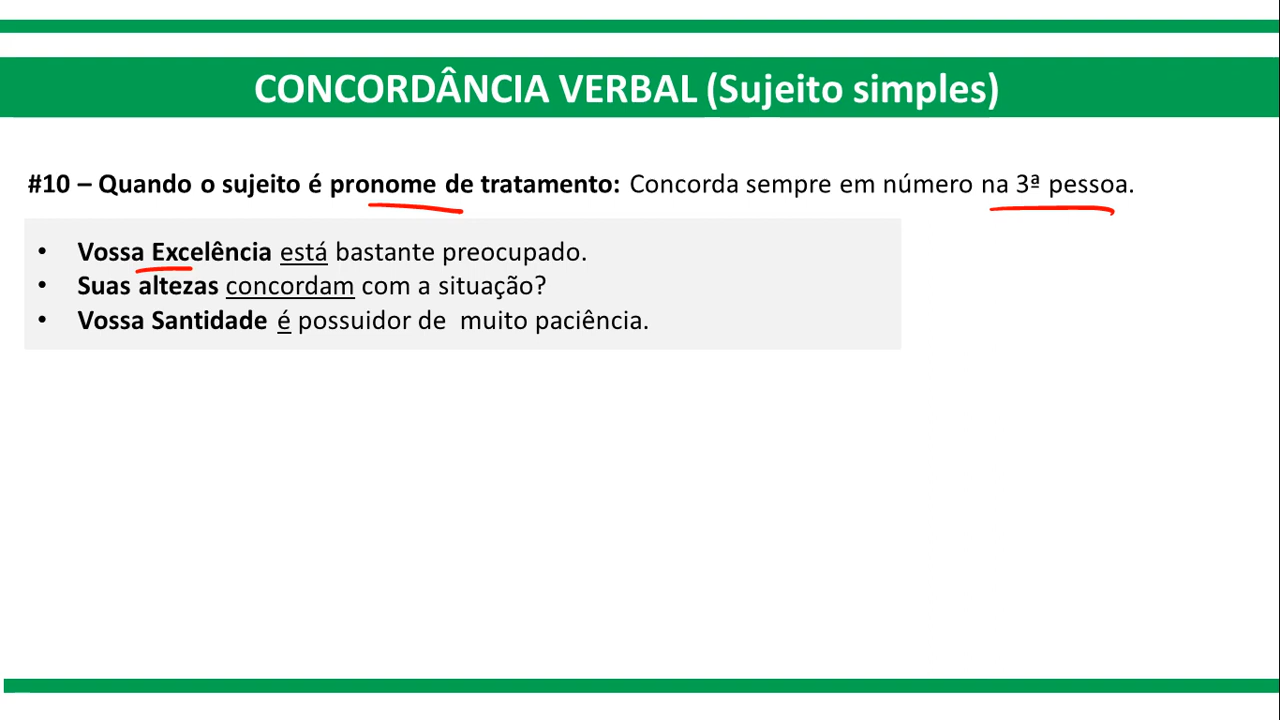 CONCORDÂNCIA VERBAL (Sujeito simples)
#10 – Quando o sujeito é pronome de tratamento: Concorda sempre em número na 3ª pessoa.
• Vossa Excelência está bastante preocupado.
• Suas altezas concordam com a situação?
• Vossa Santidade é possuidor de muito paciência.